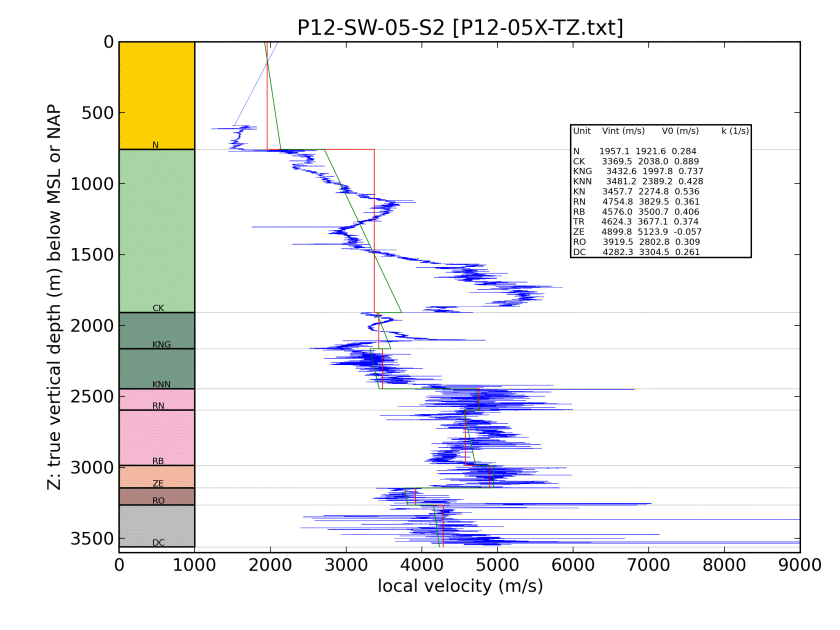 P12-SW-05-S2 [P12-05X-TZ.txt]
Z: true vertical depth (m) below MSL or NAP
0
500
1000
1500
2000
2500
3000
3500
N
CK
KNG
KNN
RN
RB
ZE
RO
DC
Unit Vint (m/s) V0 (m/s) k (1/s)
N 1957.1 1921.6 0.284
CK 3369.5 2038.0 0.889
KNG 3432.6 1997.8 0.737
KNN 3481.2 2389.2 0.428
KN 3457.7 2274.8 0.536
RN 4754.8 3829.5 0.361
RB 4576.0 3500.7 0.406
TR 4624.3 3677.1 0.374
ZE 4899.8 5123.9 -0.057
RO 3919.5 2802.8 0.309
DC 4282.3 3304.5 0.261
0 1000 2000 3000 4000 5000 6000 7000 8000 9000
local velocity (m/s)